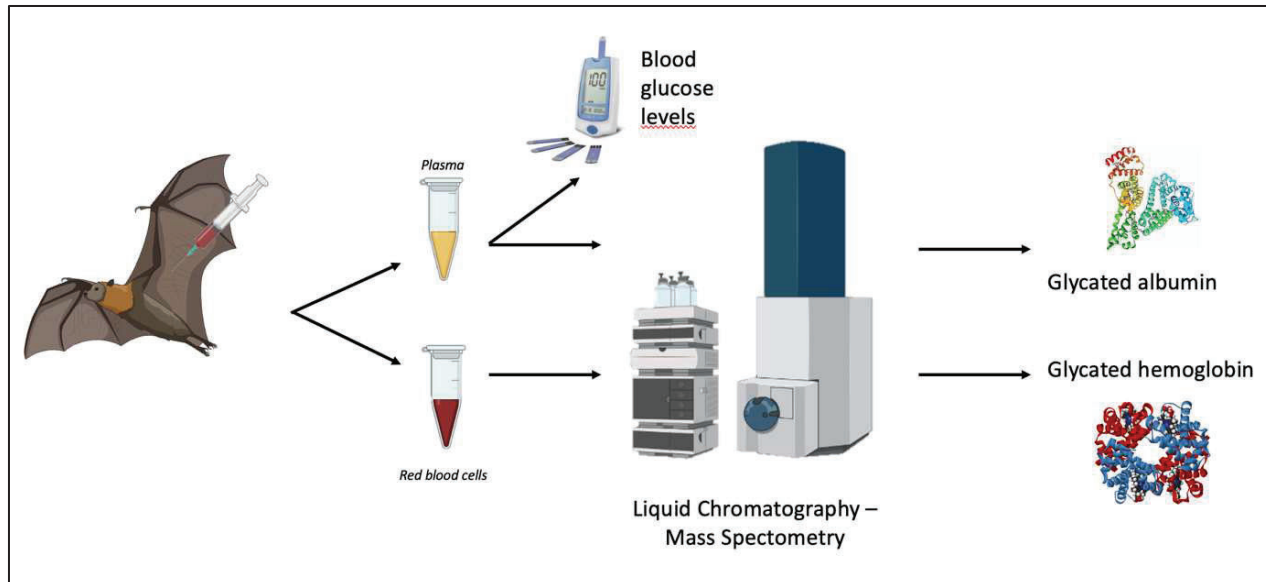 Blood
glucose
levels
100
Plasma
Red blood cells
Liquid Chromatography –
Mass Spectometry
Glycated albumin
Glycated hemoglobin